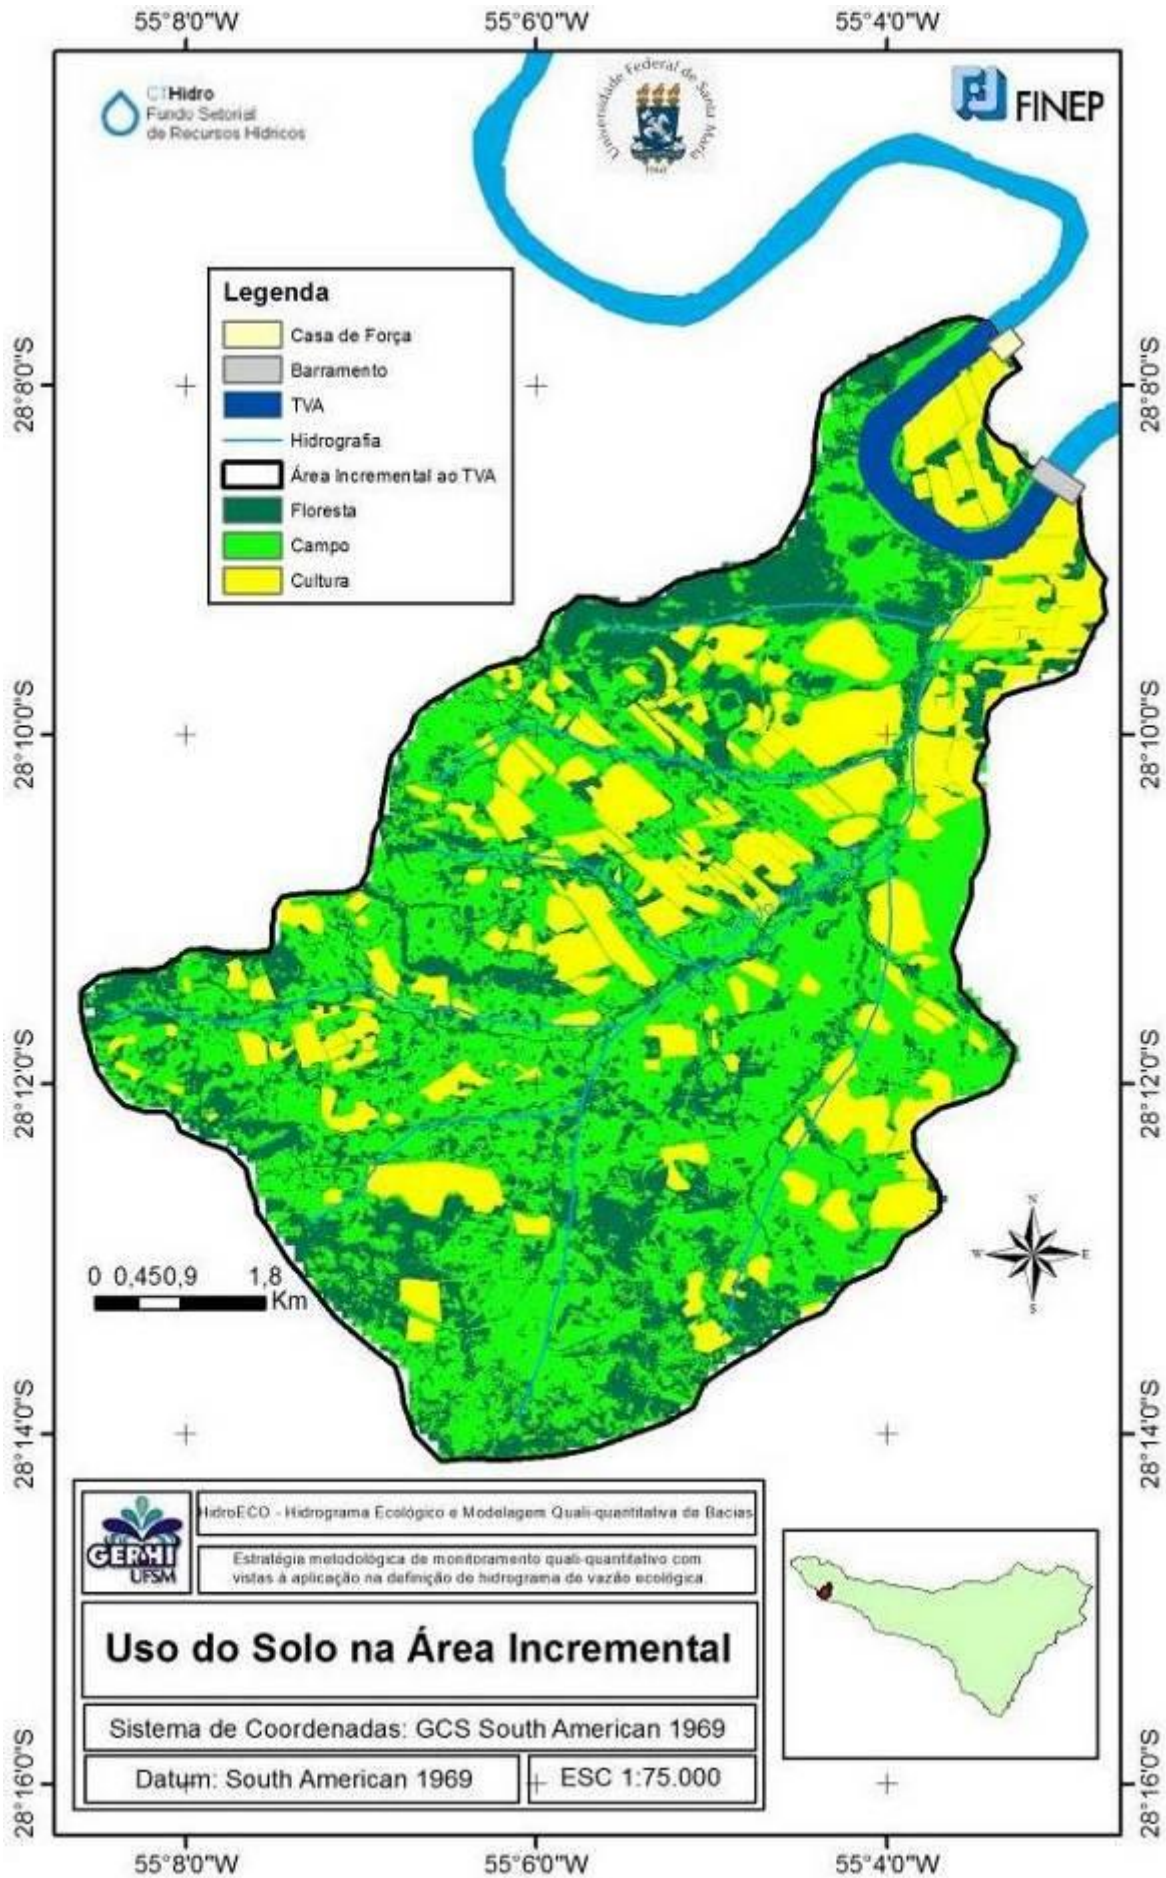 55°8'0"W
55°6'0"W
55°4'0"W
CTHidro
Fundo Setorial
de Recursos Hídricos
Universidade Federal de Santa Maria
1960
FINEP
Legenda
Casa de Força
Barramento
TVA
Hidrografia
Área Incremental ao TVA
Floresta
Campo
Cultura
28°8'0"S
28°8'0"S
28°10'0"S
28°10'0"S
28°12'0"S
28°12'0"S
N
W
E
S
0 0,450,9 1,8
Km
28°14'0"S
28°14'0"S
GERHI
UFSM
HidroECO - Hidrograma Ecológico e Modelagem Quali-quantitativa de Bacias
Estratégia metodológica de monitoramento quali-quantitativo com
vistas à aplicação na definição de hidrograma de vazão ecológica.
Uso do Solo na Área Incremental
Sistema de Coordenadas: GCS South American 1969
Datum: South American 1969
ESC 1:75.000
28°16'0"S
28°16'0"S
55°8'0"W
55°6'0"W
55°4'0"W